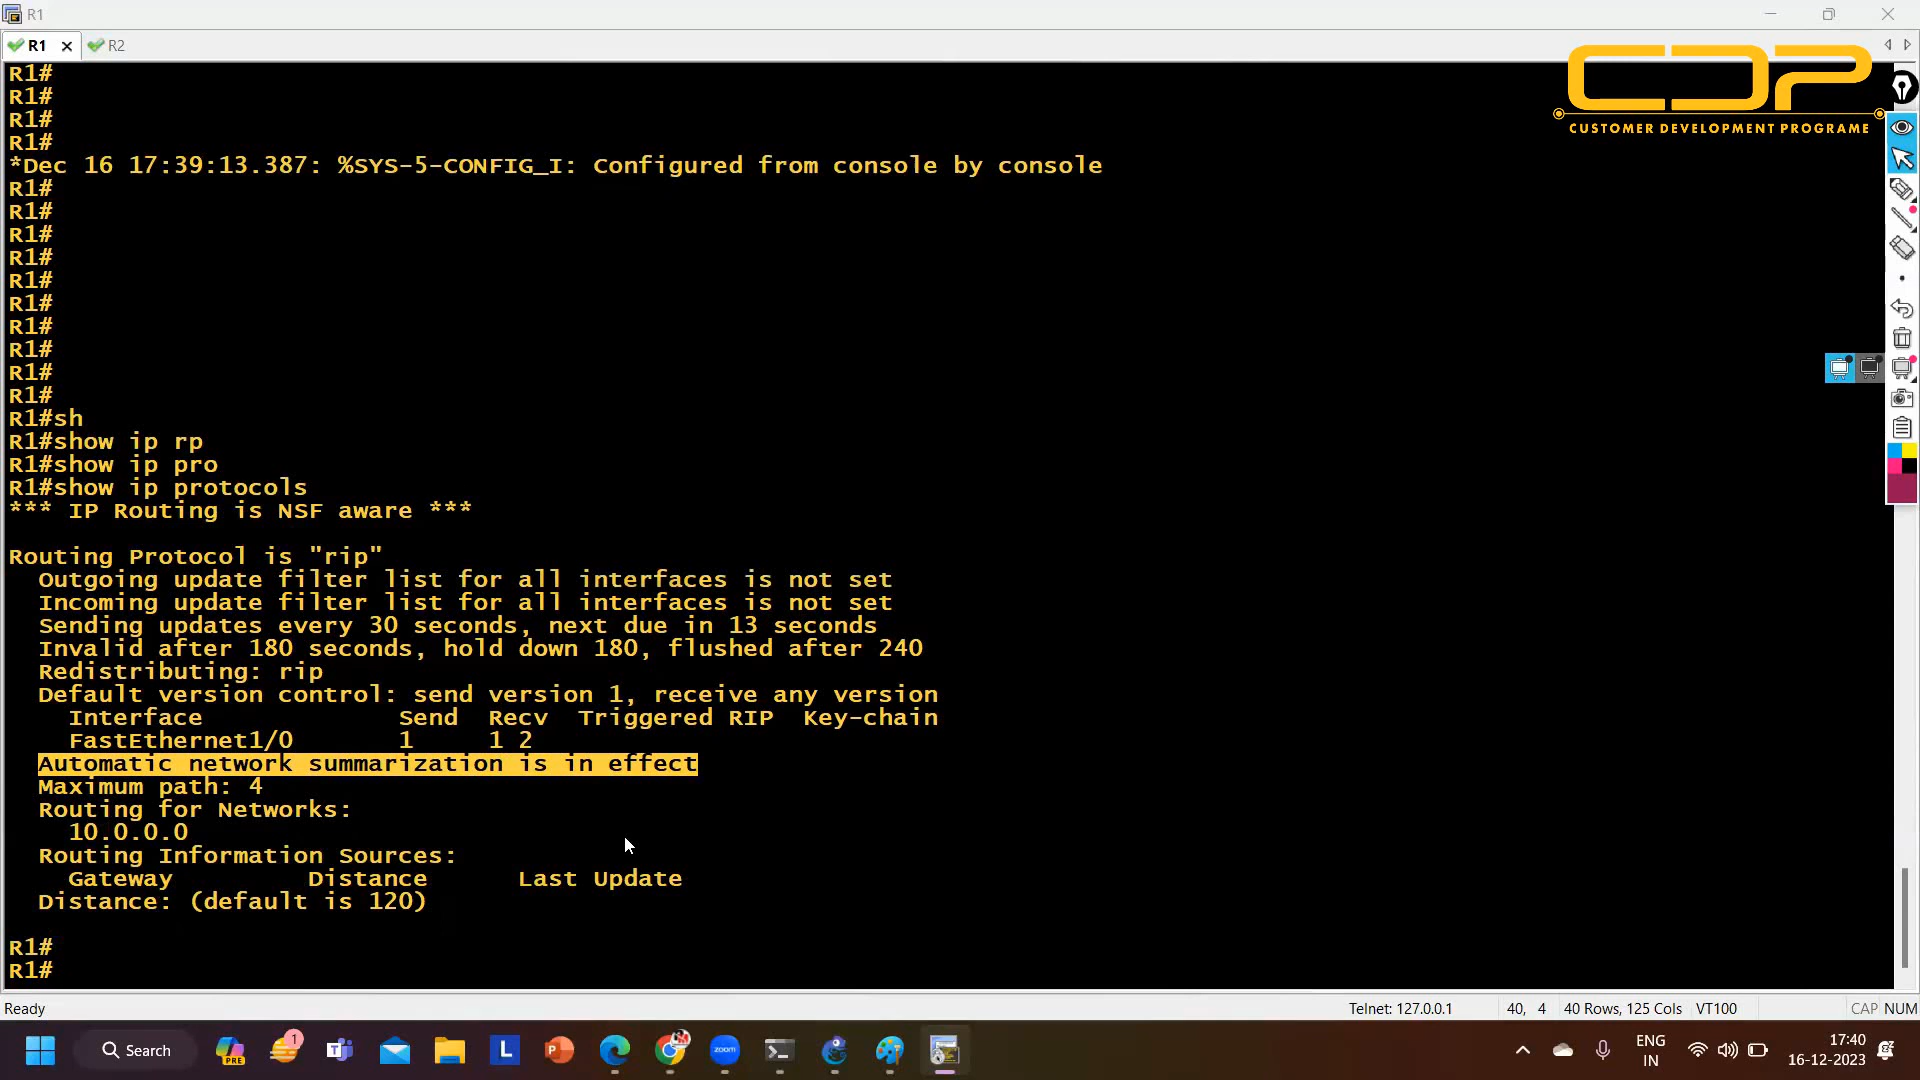 R1
R1 × R2
R1#
R1#
R1#
R1#
*Dec 16 17:39:13.387: %SYS-5-CONFIG_I: Configured from console by console
R1#
R1#
R1#
R1#
R1#
R1#
R1#
R1#
R1#
R1#
R1#sh
R1#show ip rp
R1#show ip pro
R1#show ip protocols
*** IP Routing is NSF aware ***
Routing Protocol is "rip"
Outgoing update filter list for all interfaces is not set
Incoming update filter list for all interfaces is not set
Sending updates every 30 seconds, next due in 13 seconds
Invalid after 180 seconds, hold down 180, flushed after 240
Redistributing: rip
Default version control: send version 1, receive any version
Interface Send Recv Triggered RIP Key-chain
FastEthernet1/0 1 1 2
Automatic network summarization is in effect
Maximum path: 4
Routing for Networks:
10.0.0.0
Routing Information Sources:
Gateway Distance Last Update
Distance: (default is 120)
R1#
R1#
CDP
CUSTOMER DEVELOPMENT PROGRAME
Ready Telnet: 127.0.0.1 40, 4 40 Rows, 125 Cols VT100 CAP NUM
Search PRE 1 L zoom ENG IN 17:40
16-12-2023